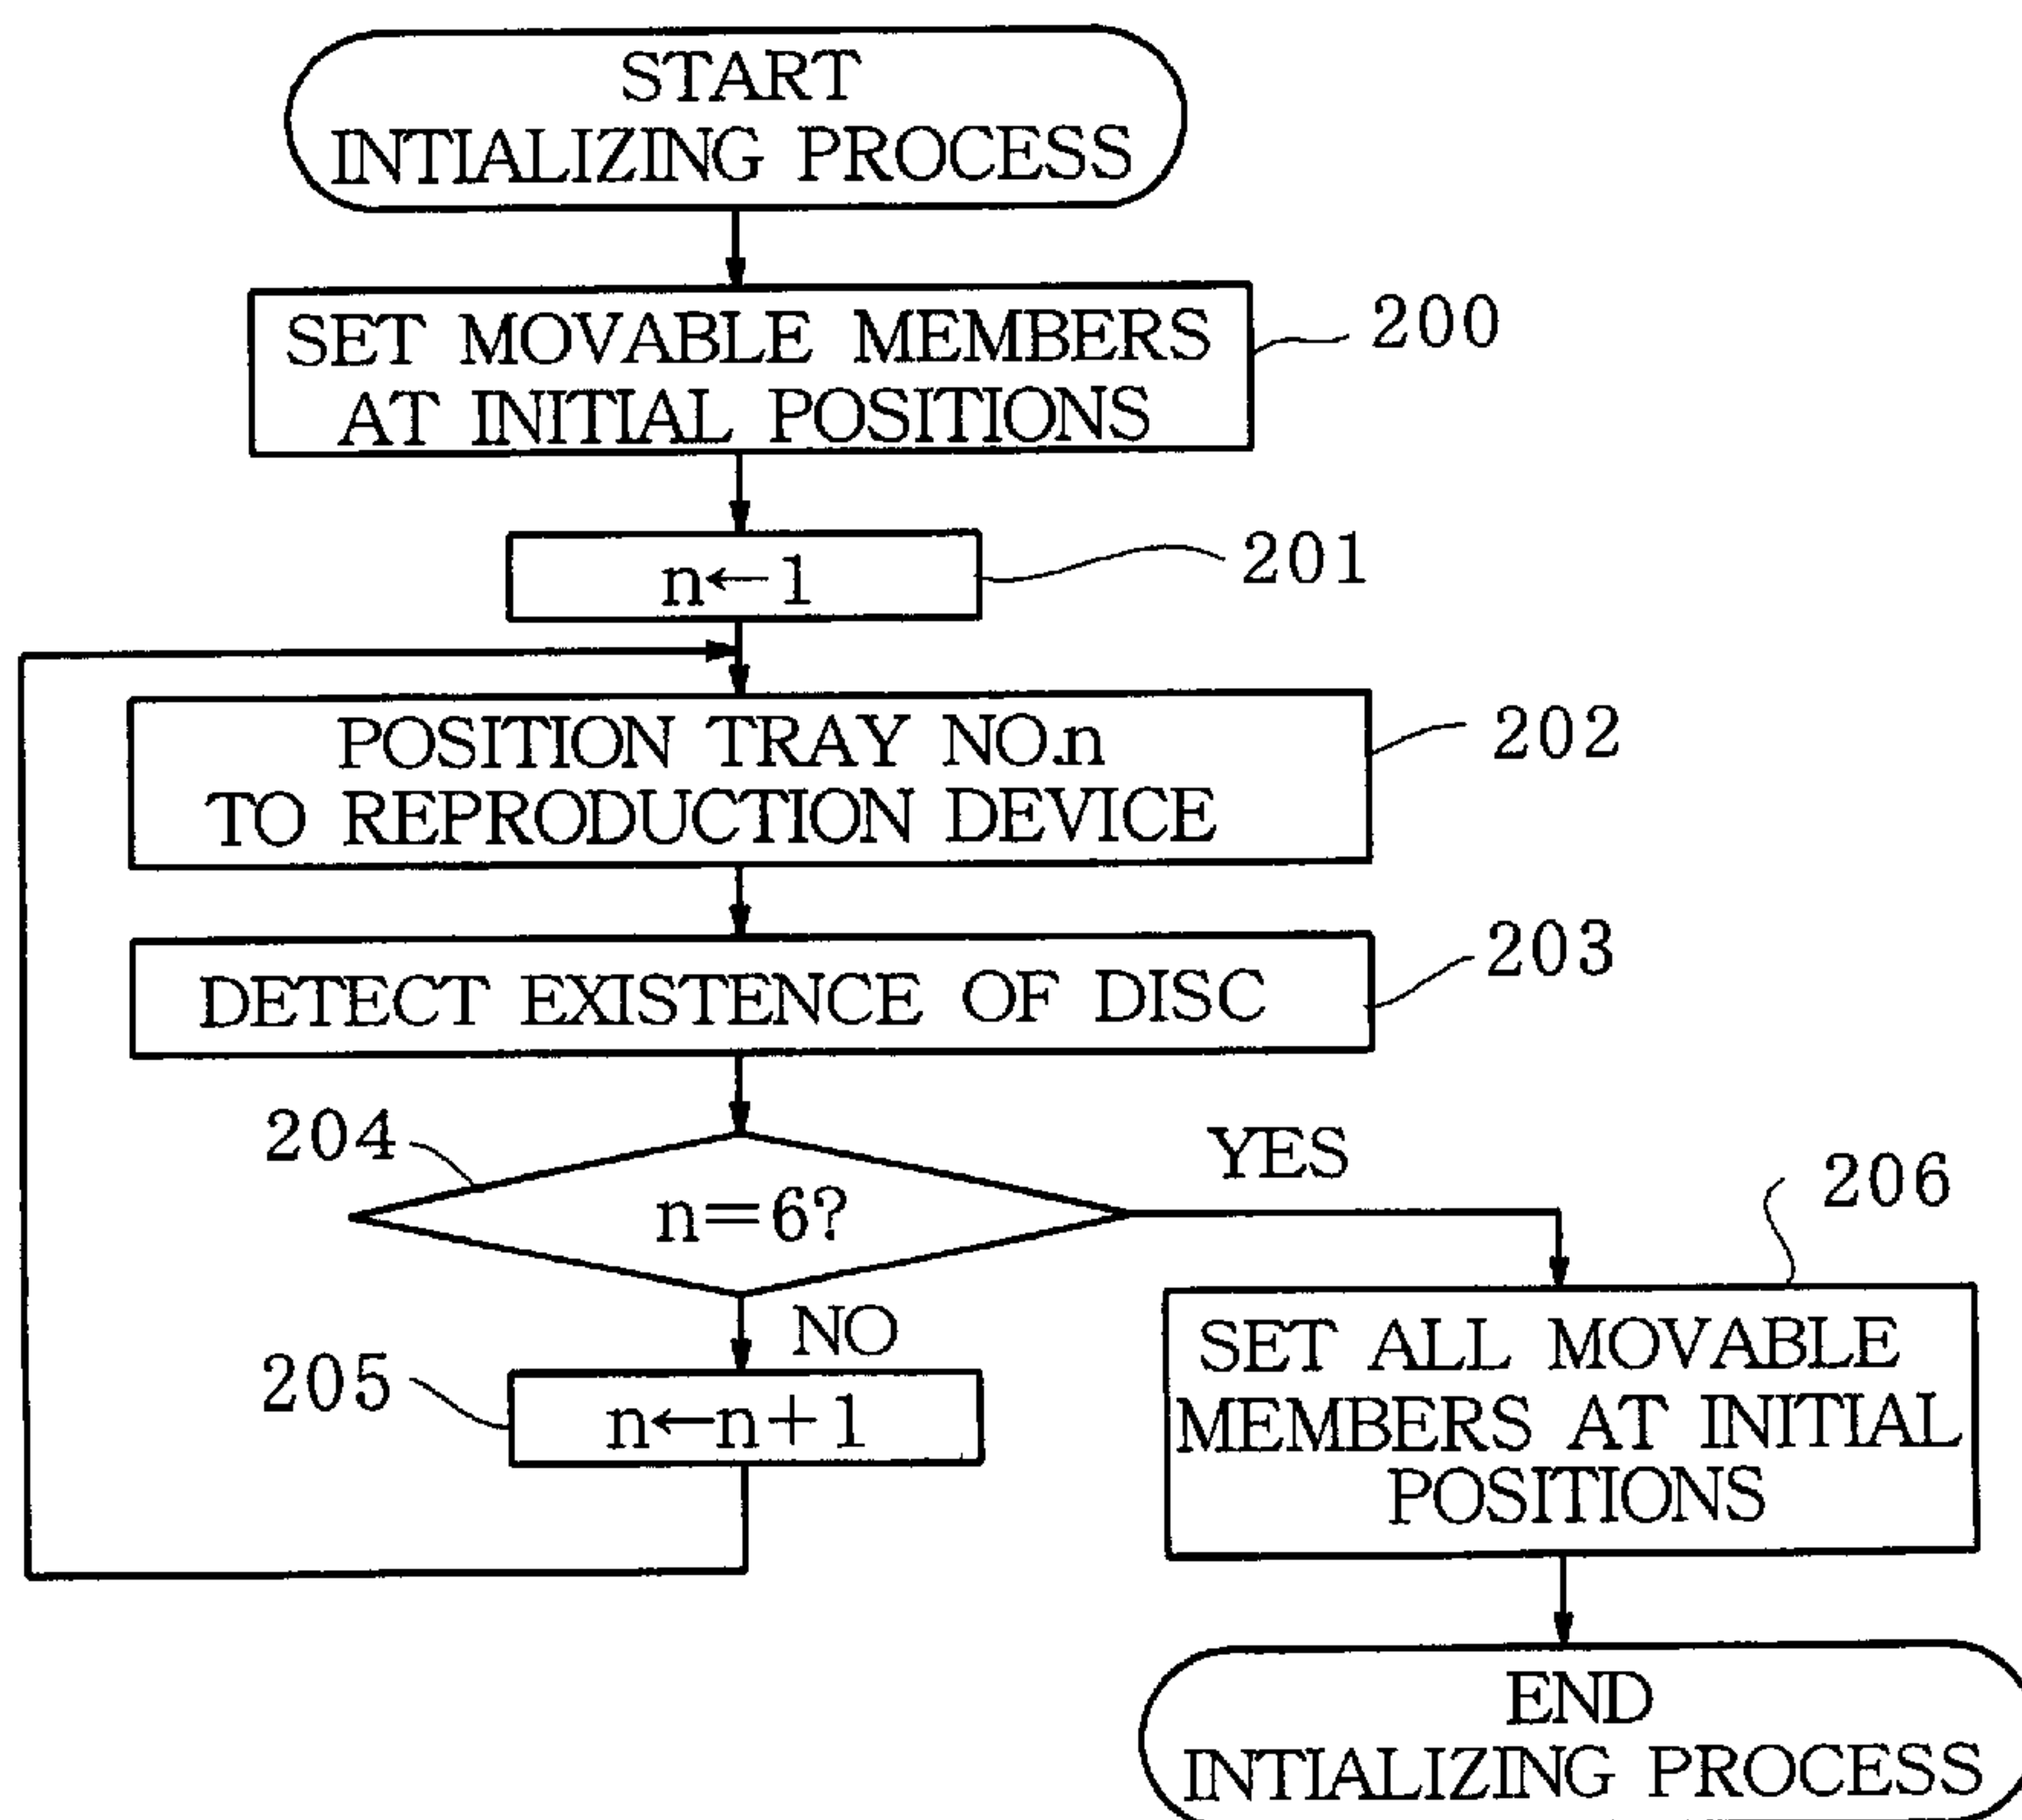 START
INTIALIZING PROCESS
SET MOVABLE MEMBERS
AT INITIAL POSITIONS
200
n←1
201
POSITION TRAY NO.n
TO REPRODUCTION DEVICE
202
DETECT EXISTENCE OF DISC
203
204
n=6?
YES
NO
205
n←n+1
206
SET ALL MOVABLE
MEMBERS AT INITIAL
POSITIONS
END
INTIALIZING PROCESS